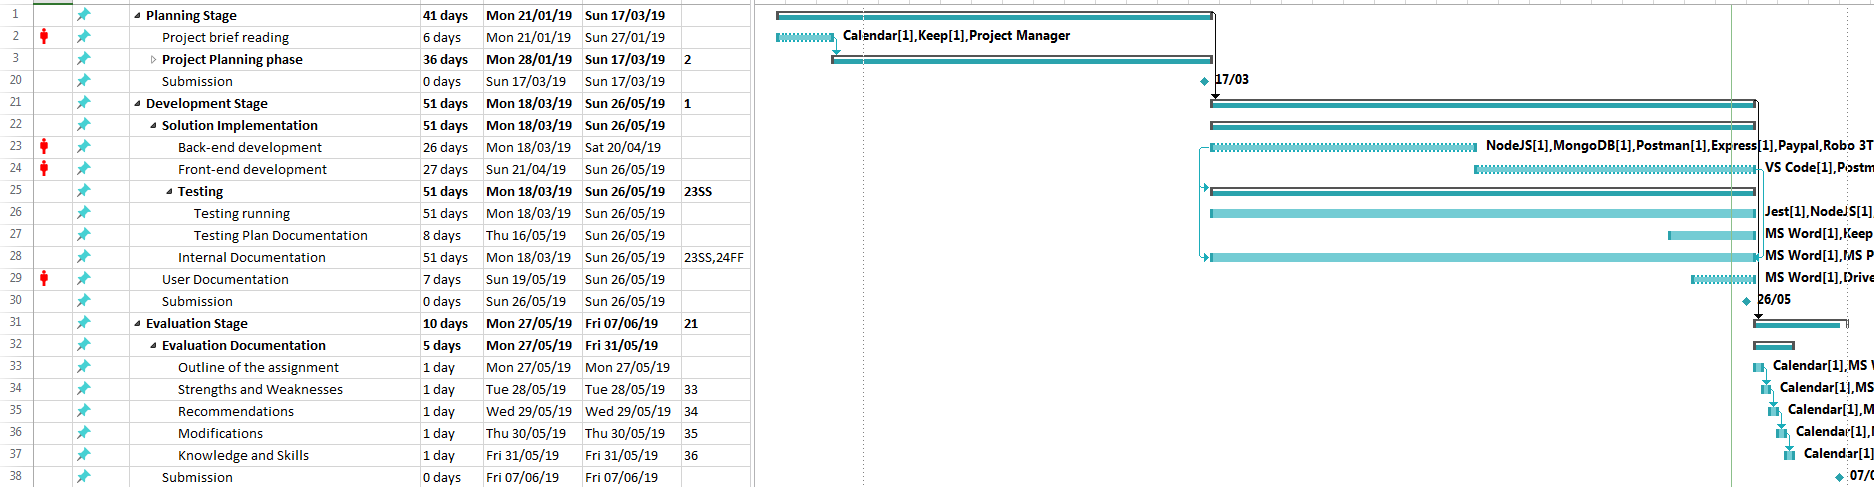 1 Planning Stage 41 days Mon 21/01/19 Sun 17/03/19
2 Project brief reading 6 days Mon 21/01/19 Sun 27/01/19 Calendar[1],Keep[1],Project Manager
3 Project Planning phase 36 days Mon 28/01/19 Sun 17/03/19 2
20 Submission 0 days Sun 17/03/19 Sun 17/03/19 17/03
21 Development Stage 51 days Mon 18/03/19 Sun 26/05/19 1
22 Solution Implementation 51 days Mon 18/03/19 Sun 26/05/19
23 Back-end development 26 days Mon 18/03/19 Sat 20/04/19 NodeJS[1],MongoDB[1],Postman[1],Express[1],Paypal,Robo 3T
24 Front-end development 27 days Sun 21/04/19 Sun 26/05/19 VS Code[1],Postm
25 Testing 51 days Mon 18/03/19 Sun 26/05/19 23SS
26 Testing running 51 days Mon 18/03/19 Sun 26/05/19 Jest[1],NodeJS[1],
27 Testing Plan Documentation 8 days Thu 16/05/19 Sun 26/05/19 MS Word[1],Keep
28 Internal Documentation 51 days Mon 18/03/19 Sun 26/05/19 23SS,24FF MS Word[1],MS P
29 User Documentation 7 days Sun 19/05/19 Sun 26/05/19 MS Word[1],Drive
30 Submission 0 days Sun 26/05/19 Sun 26/05/19 26/05
31 Evaluation Stage 10 days Mon 27/05/19 Fri 07/06/19 21
32 Evaluation Documentation 5 days Mon 27/05/19 Fri 31/05/19
33 Outline of the assignment 1 day Mon 27/05/19 Mon 27/05/19 Calendar[1],MS
34 Strengths and Weaknesses 1 day Tue 28/05/19 Tue 28/05/19 33 Calendar[1],MS
35 Recommendations 1 day Wed 29/05/19 Wed 29/05/19 34 Calendar[1],M
36 Modifications 1 day Thu 30/05/19 Thu 30/05/19 35 Calendar[1],
37 Knowledge and Skills 1 day Fri 31/05/19 Fri 31/05/19 36 Calendar[1]
38 Submission 0 days Fri 07/06/19 Fri 07/06/19